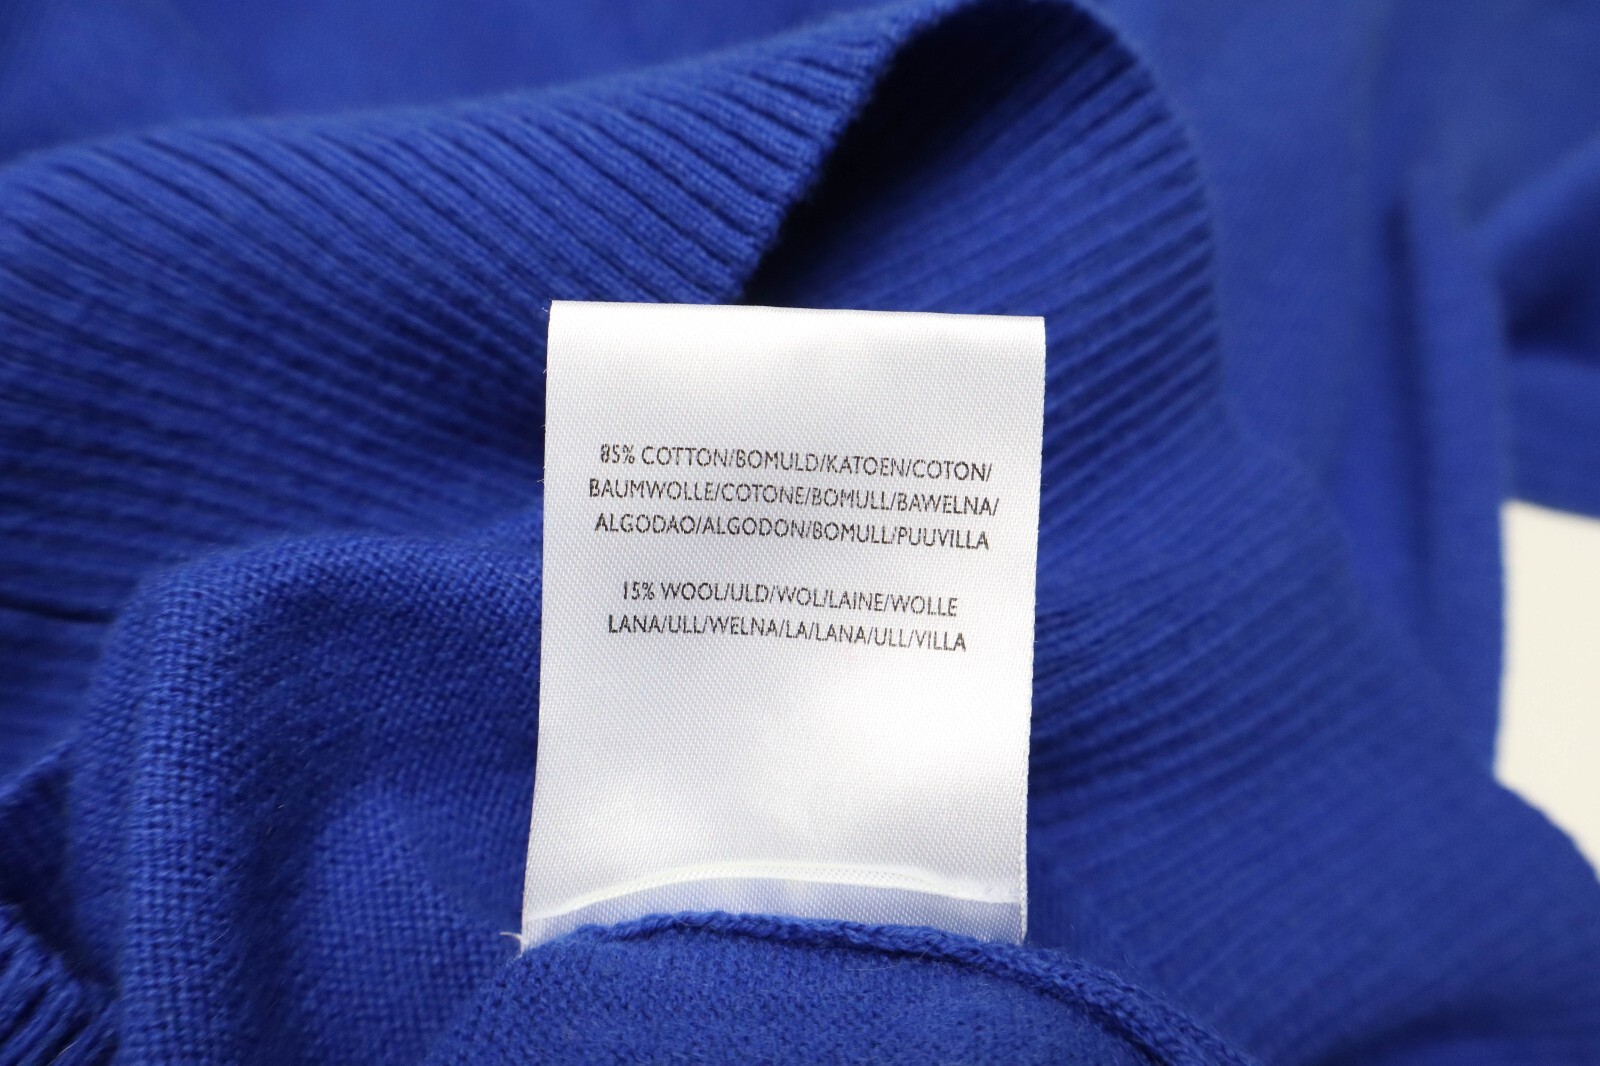 85% COTTON/BOMULD/KATOEN/COTON/
BAUMWOLLE/COTONE/BOMULL/BAWELNA/
ALGODAO/ALGODON/BOMULL/PUUVILLA
15% WOOL/ULD/WOL/LAINE/WOLLE
LANA/ULL/WELNA/LA/LANA/ULL/VILLA